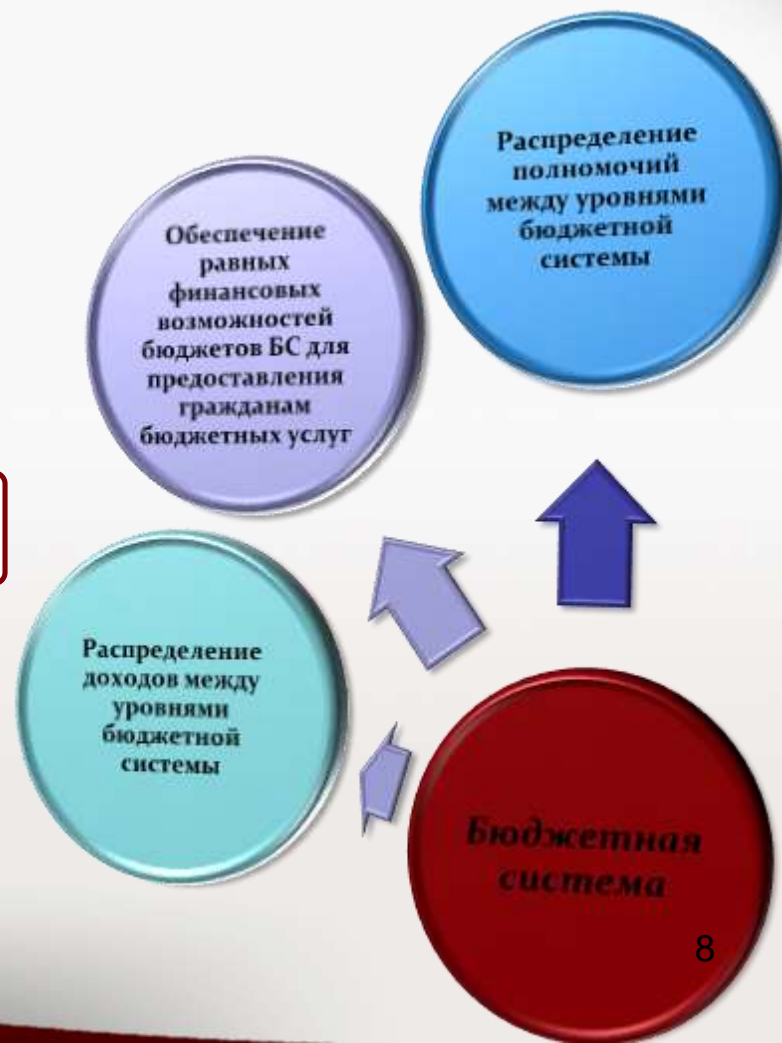 Распределение
полномочий
между уровнями
бюджетной
системы
Обеспечение
равных
финансовых
возможностей
бюджетов БС для
предоставления
гражданам
бюджетных услуг
Распределение
доходов между
уровнями
бюджетной
системы
Бюджетная
система
8